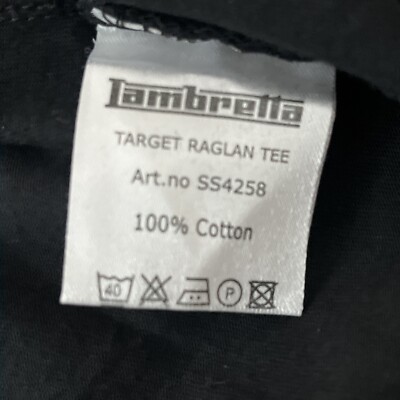 Lambretta
TARGET RAGLAN TEE
Art.no SS4258
100% Cotton
40 P